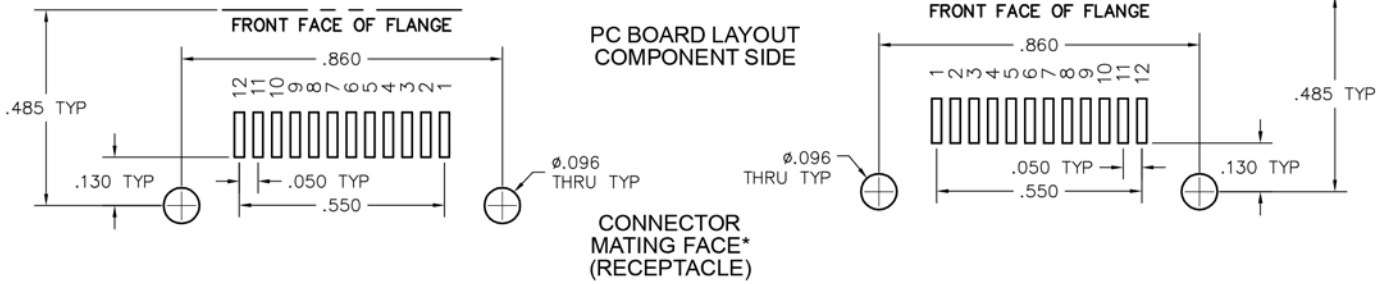 FRONT FACE OF FLANGE
.860
12 11 10 9 8 7 6 5 4 3 2 1
.485 TYP
.130 TYP
.050 TYP
.550
ø.096
THRU TYP
PC BOARD LAYOUT
COMPONENT SIDE
CONNECTOR
MATING FACE*
(RECEPTACLE)
FRONT FACE OF FLANGE
.860
1 2 3 4 5 6 7 8 9 10 11 12
.485 TYP
ø.096
THRU TYP
.050 TYP
.130 TYP
.550